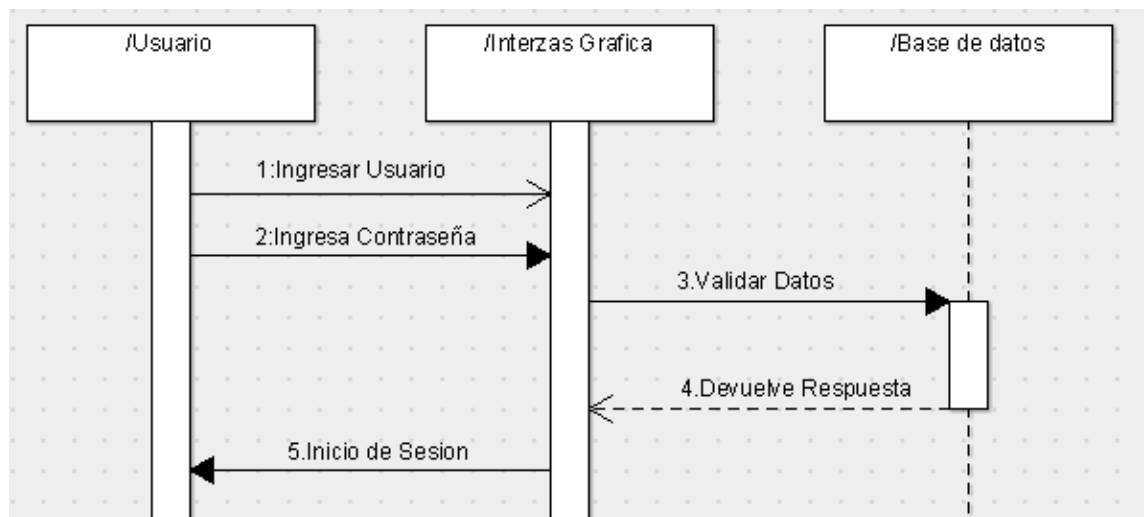 /Usuario
/Interzas Grafica
/Base de datos
1:Ingresar Usuario
2:Ingresa Contraseña
3.Validar Datos
4.Devuelve Respuesta
5.Inicio de Sesion